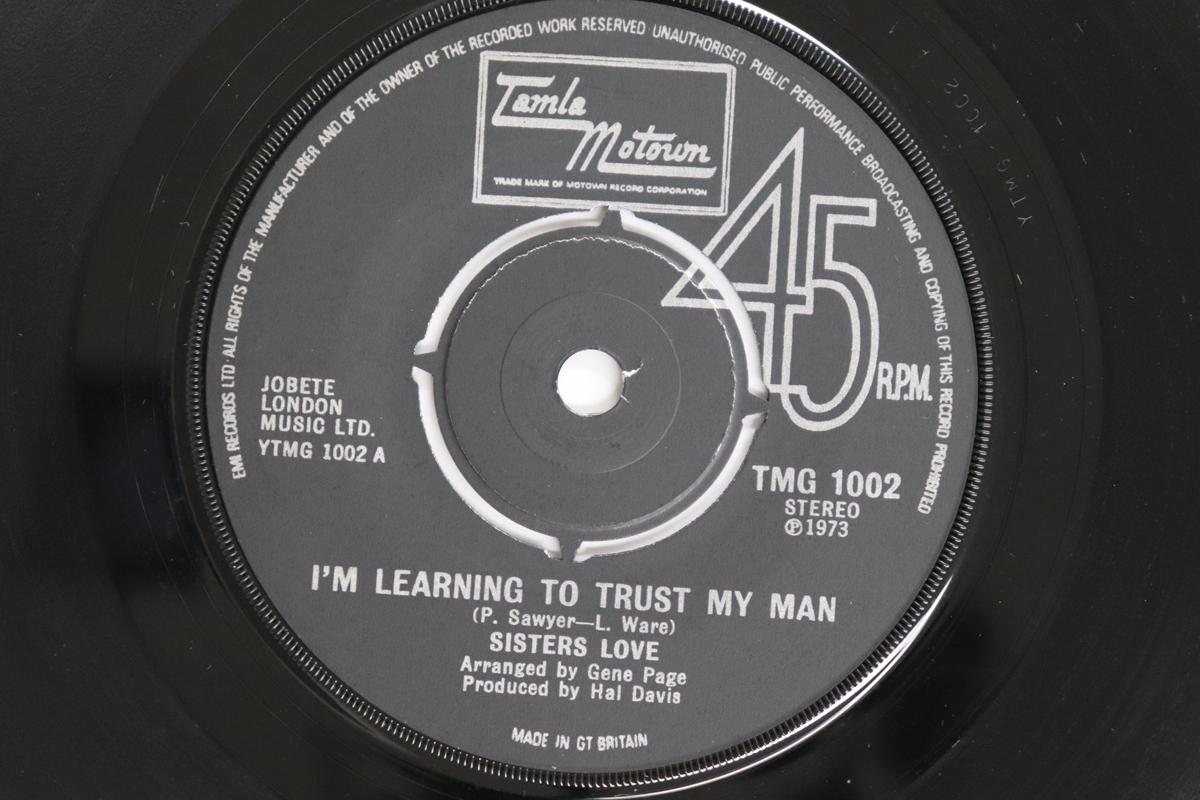 EMI RECORDS LTD · ALL RIGHTS OF THE MANUFACTURER AND OF THE OWNER OF THE RECORDED WORK RESERVED · UNAUTHORISED PUBLIC PERFORMANCE BROADCASTING AND COPYING OF THIS RECORD PROHIBITED
Tamla
Motown
TRADE MARK OF MOTOWN RECORD CORPORATION
45
R.P.M.
JOBETE
LONDON
MUSIC LTD.
YTMG 1002 A
TMG 1002
STEREO
℗1973
I'M LEARNING TO TRUST MY MAN
(P. Sawyer—L. Ware)
SISTERS LOVE
Arranged by Gene Page
Produced by Hal Davis
MADE IN GT BRITAIN
YTMG 1002